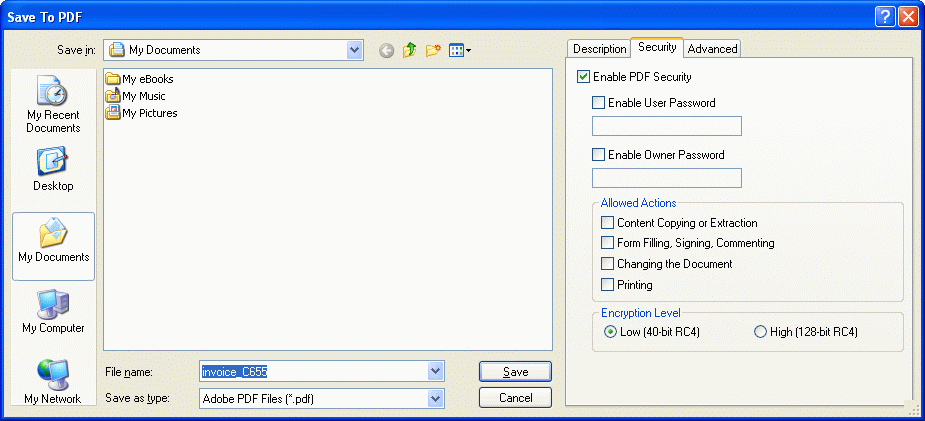 Save To PDF
Save in: My Documents
My Recent
Documents
Desktop
My Documents
My Computer
My Network
My eBooks
My Music
My Pictures
File name: invoice_C655
Save as type: Adobe PDF Files (*.pdf)
Save
Cancel
Description Security Advanced
Enable PDF Security
Enable User Password
Enable Owner Password
Allowed Actions
Content Copying or Extraction
Form Filling, Signing, Commenting
Changing the Document
Printing
Encryption Level
Low (40-bit RC4) High (128-bit RC4)